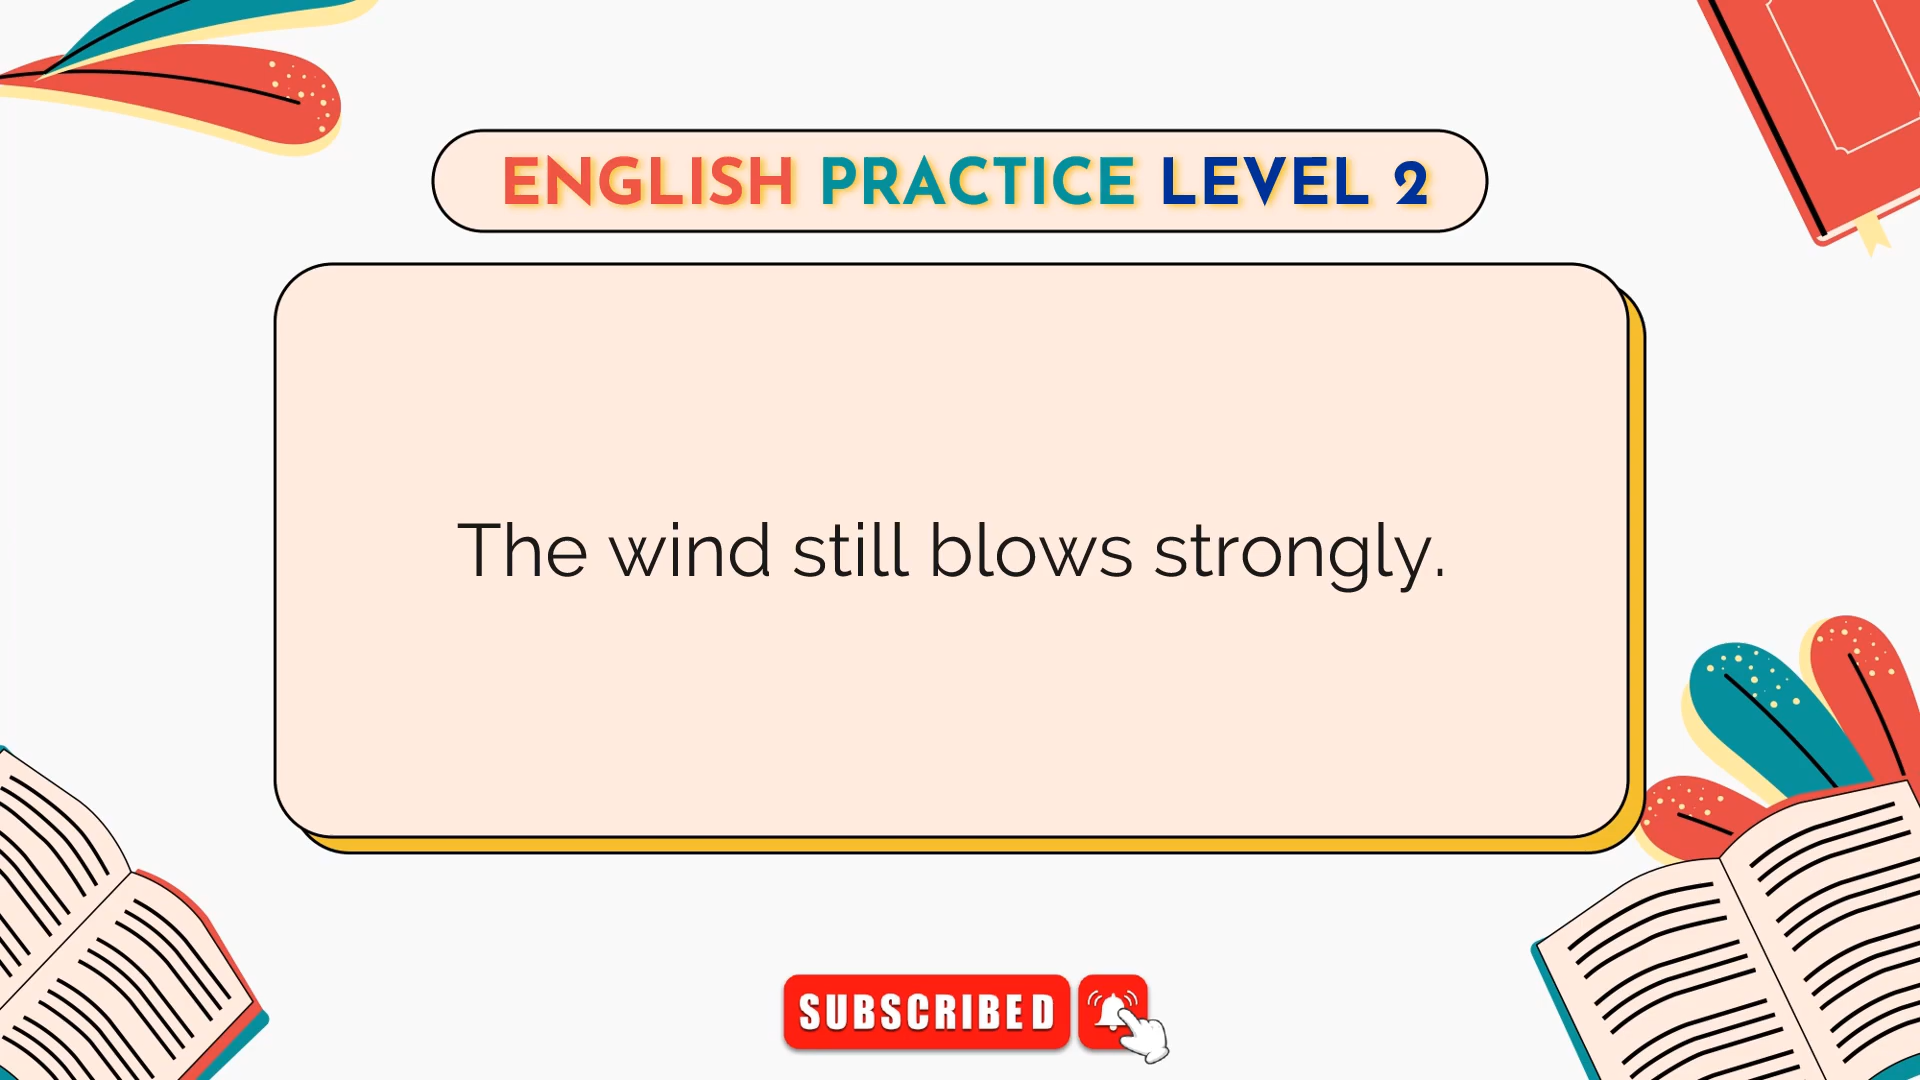 ENGLISH PRACTICE LEVEL 2
The wind still blows strongly.
SUBSCRIBED